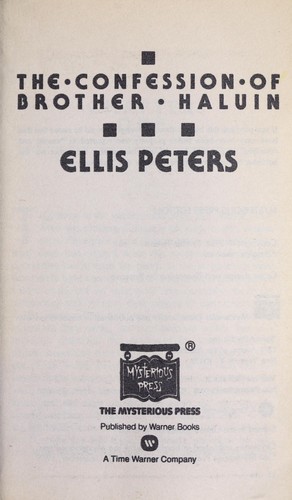 THE•CONFESSION•OF
BROTHER•HALUIN
ELLIS PETERS
MYSTERIOUS
PRESS
®
THE MYSTERIOUS PRESS
Published by Warner Books
A Time Warner Company